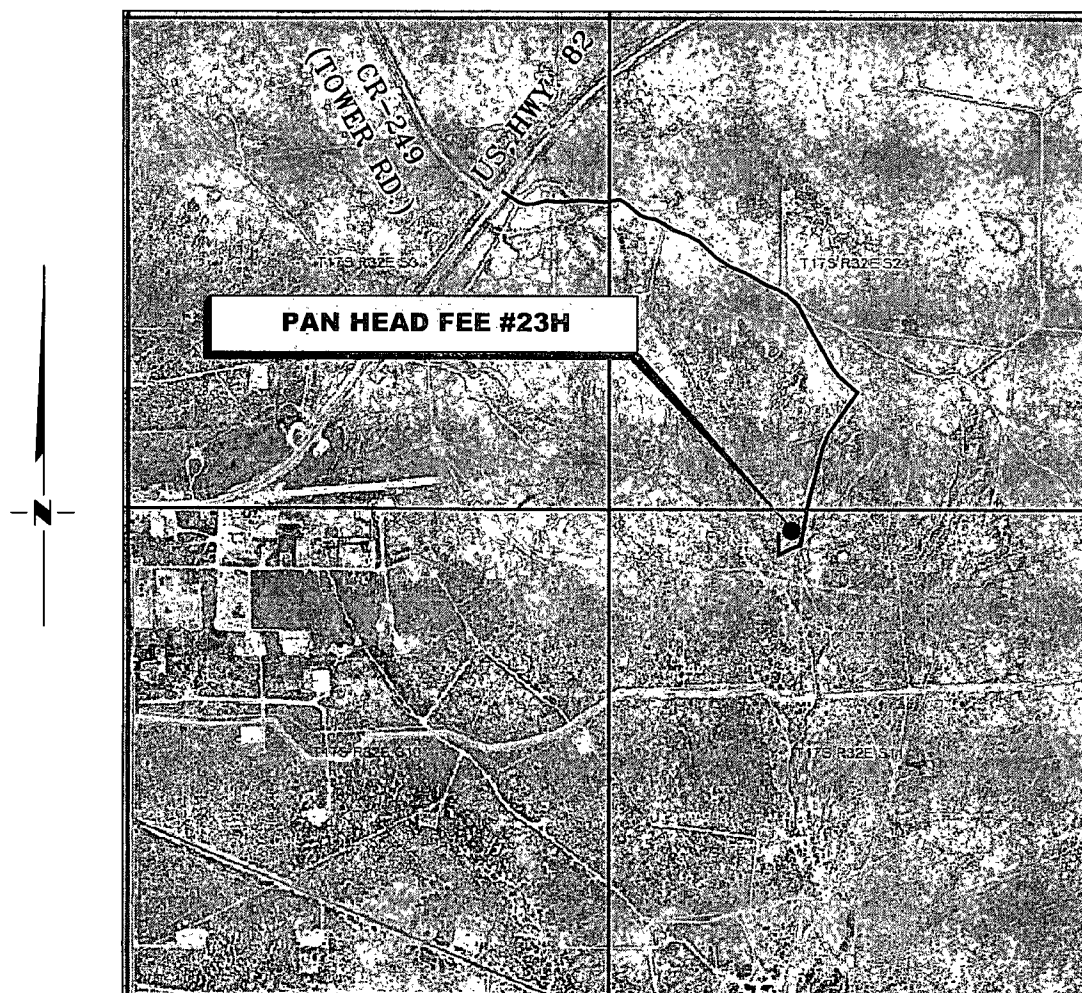 CR-249
(TOWER RD)
US. HWY. 82
T17S R32E S3
T17S R32E S2
PAN HEAD FEE #23H
N
T17S R32E S10
T17S R32E S11